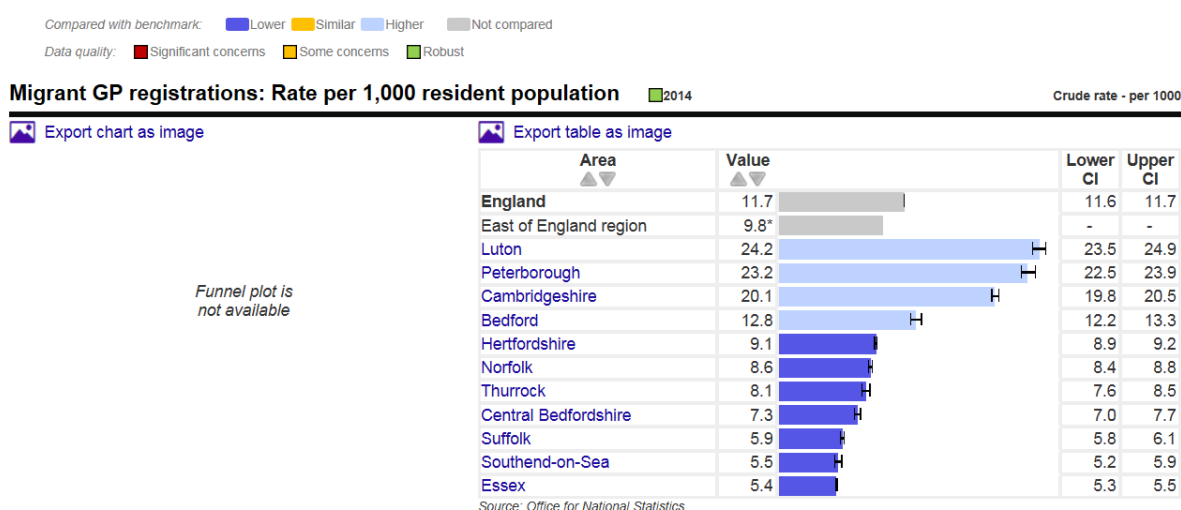 Compared with benchmark: Lower Similar Higher Not compared
Data quality: Significant concerns Some concerns Robust
Migrant GP registrations: Rate per 1,000 resident population 2014 Crude rate - per 1000
Export chart as image
Funnel plot is
not available
Export table as image
Area Value Lower CI Upper CI
England 11.7 11.6 11.7
East of England region 9.8* - -
Luton 24.2 23.5 24.9
Peterborough 23.2 22.5 23.9
Cambridgeshire 20.1 19.8 20.5
Bedford 12.8 12.2 13.3
Hertfordshire 9.1 8.9 9.2
Norfolk 8.6 8.4 8.8
Thurrock 8.1 7.6 8.5
Central Bedfordshire 7.3 7.0 7.7
Suffolk 5.9 5.8 6.1
Southend-on-Sea 5.5 5.2 5.9
Essex 5.4 5.3 5.5
Source: Office for National Statistics